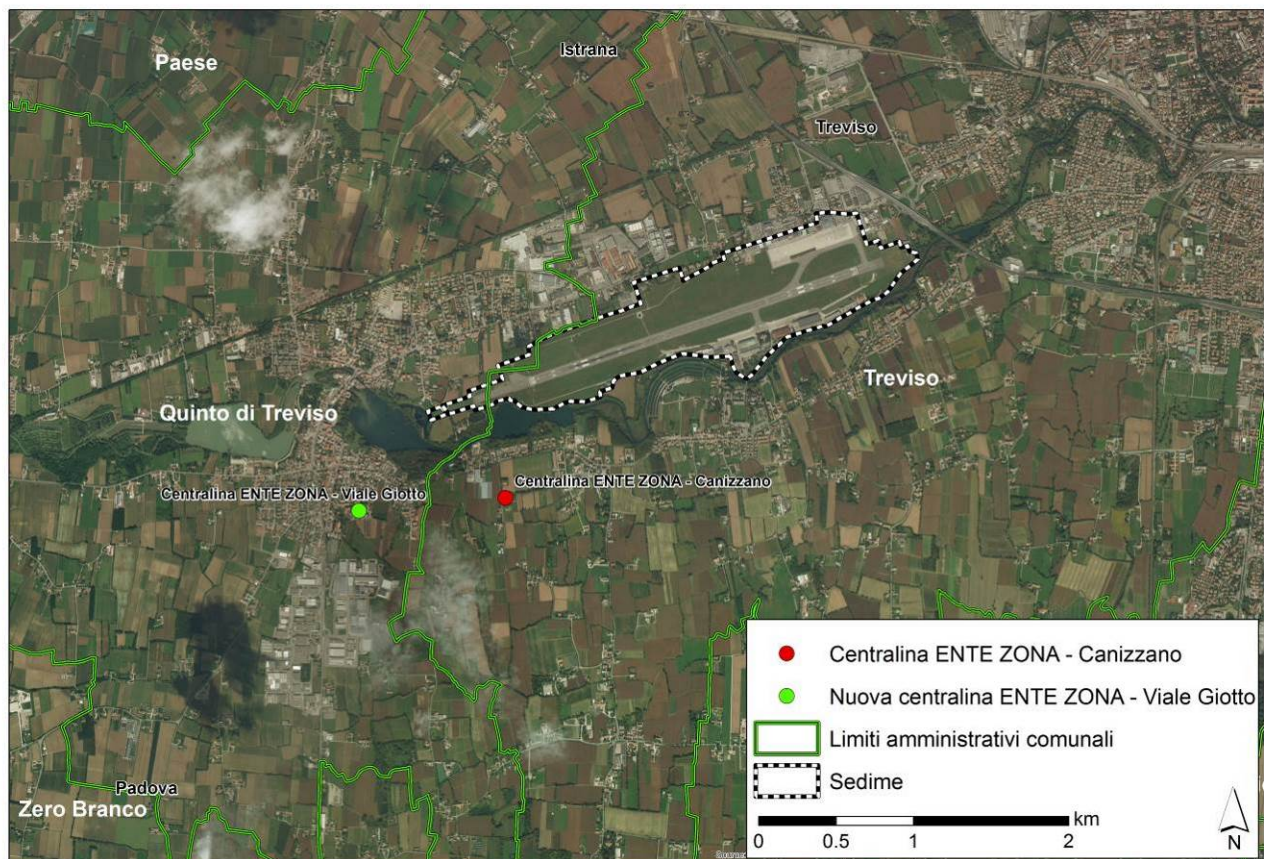 Istrana
Paese
Treviso
Treviso
Quinto di Treviso
Centralina ENTE ZONA - Canizzano
Centralina ENTE ZONA - Viale Giotto
Padova
Zero Branco
Centralina ENTE ZONA - Canizzano
Nuova centralina ENTE ZONA - Viale Giotto
Limiti amministrativi comunali
Sedime
km
0 0.5 1 2
N